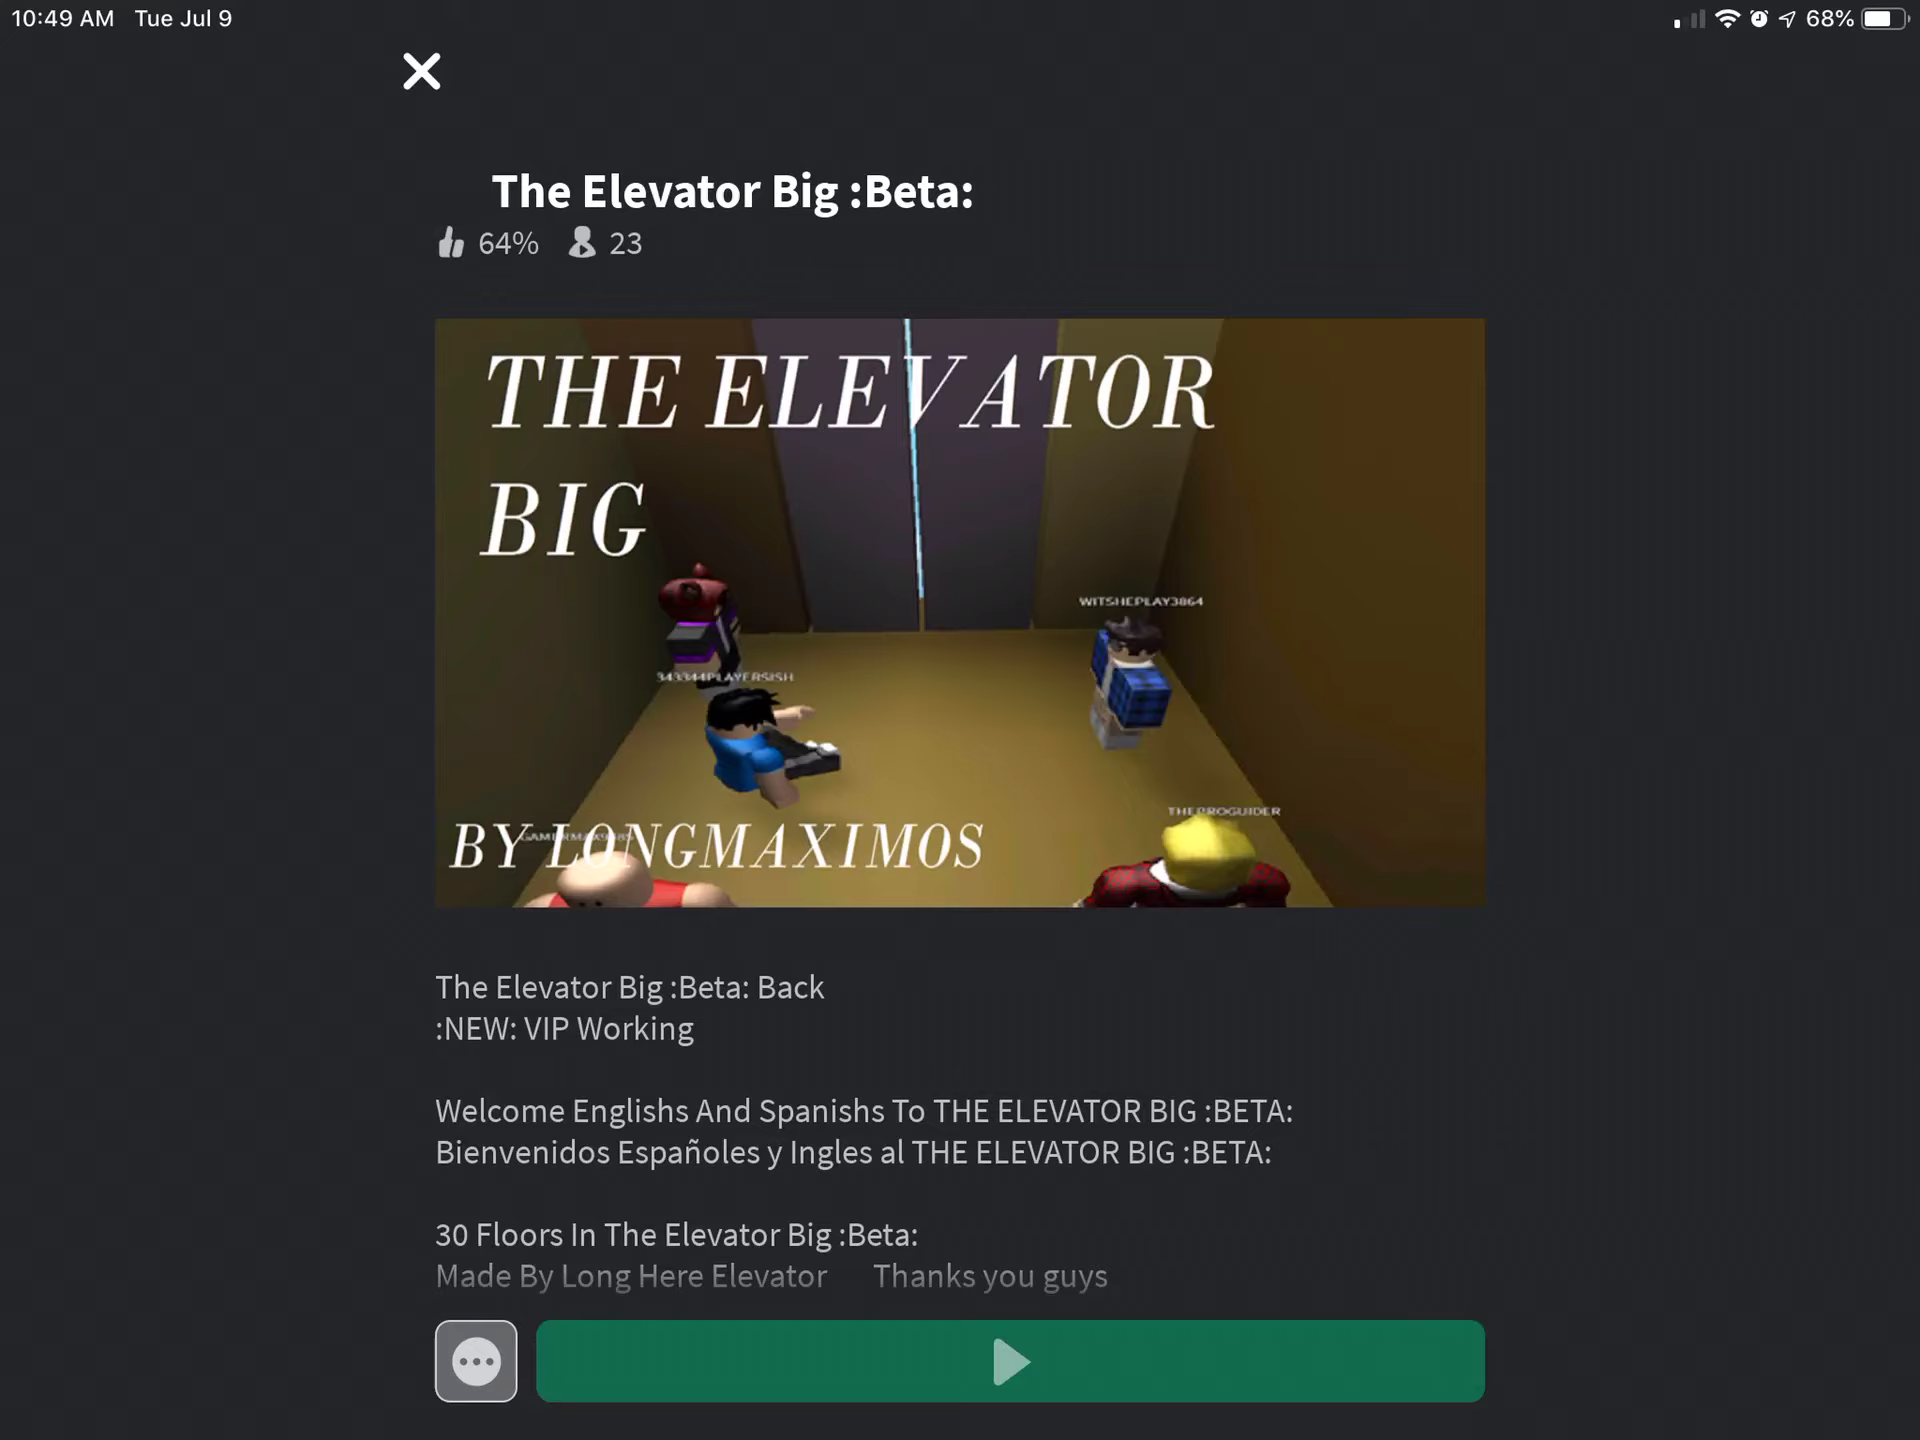 10:49 AM Tue Jul 9
68%
The Elevator Big :Beta:
64% 23
THE ELEVATOR
BIG
WITSHEPLAY3864
343344PLAYERSISH
THEPROGUIDER
BY LONGMAXIMOS
The Elevator Big :Beta: Back
:NEW: VIP Working
Welcome Englishs And Spanishs To THE ELEVATOR BIG :BETA:
Bienvenidos Españoles y Ingles al THE ELEVATOR BIG :BETA:
30 Floors In The Elevator Big :Beta:
Made By Long Here Elevator Thanks you guys